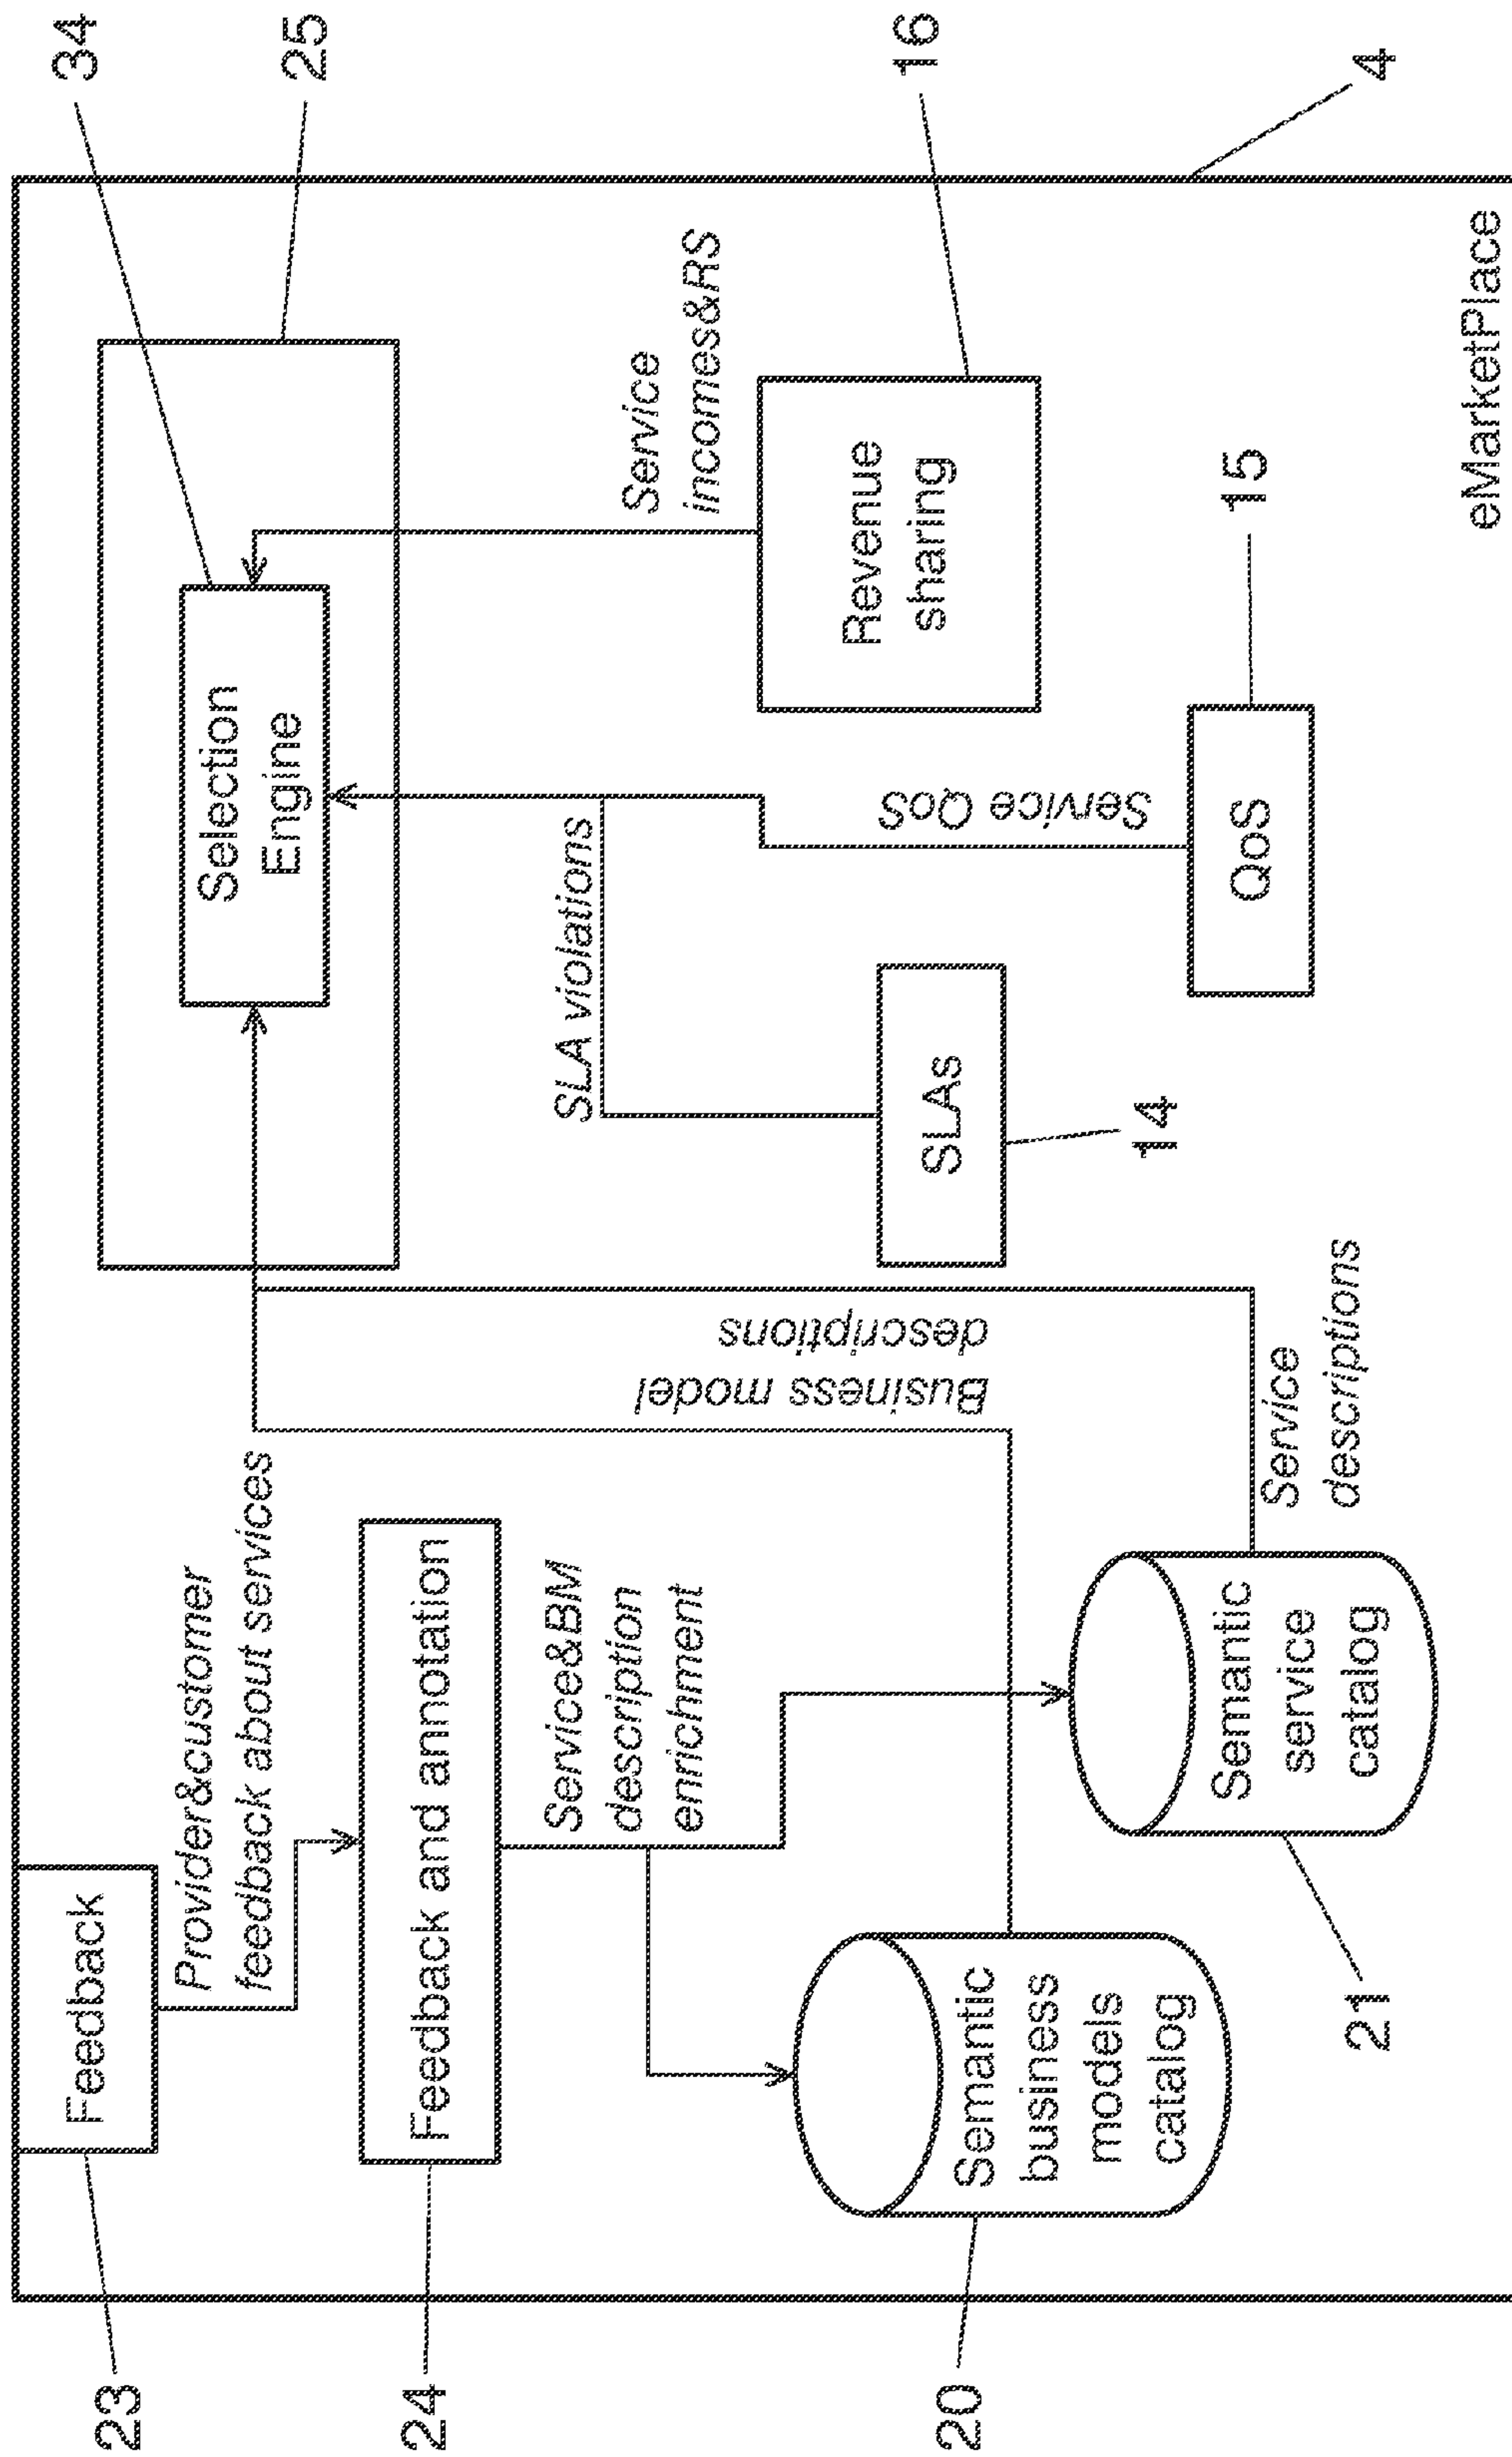 23
Feedback
Provider&customer
feedback about services
34
25
24
Feedback and annotation
Selection
Engine
Service&BM
description
enrichment
Business model
descriptions
SLA violations
Service
incomes&RS
20
Semantic
business
models
catalog
SLAs
14
Service QoS
Revenue
sharing
16
21
Semantic
service
catalog
Service
descriptions
QoS
15
4
eMarketPlace